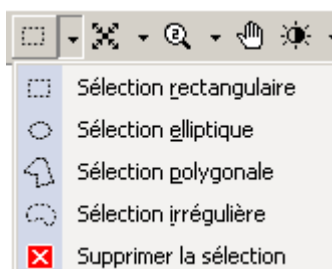 Sélection rectangulaire
Sélection elliptique
Sélection polygonale
Sélection irrégulière
Supprimer la sélection